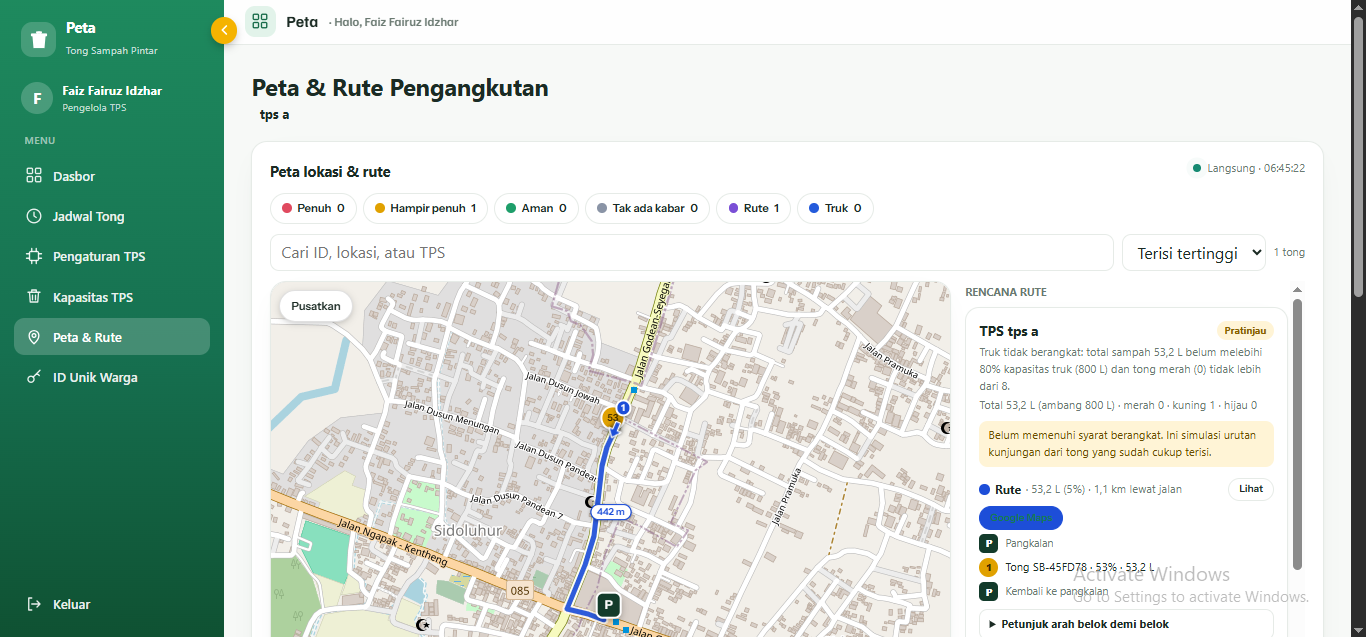 Peta
Tong Sampah Pintar
F
Faiz Fairuz Idzhar
Pengelola TPS
MENU
Dasbor
Jadwal Tong
Pengaturan TPS
Kapasitas TPS
Peta & Rute
ID Unik Warga
Keluar
Peta · Halo, Faiz Fairuz Idzhar
Peta & Rute Pengangkutan
tps a
Peta lokasi & rute
Langsung · 06:45:22
Penuh 0
Hampir penuh 1
Aman 0
Tak ada kabar 0
Rute 1
Truk 0
Cari ID, lokasi, atau TPS
Terisi tertinggi
1 tong
Pusatkan
Jalan Godean-Seyega
Jalan Pramuka
Jalan Dusun Jowah
Jalan Dusun Menungan
53
1
Jalan Dusun Pandean
Jalan Dusun Pandean 7
442 m
Jalan Pramuka
Sidoluhur
Jalan Ngapak - Kentheng
085
P
Jalan Go
RENCANA RUTE
TPS tps a
Pratinjau
Truk tidak berangkat: total sampah 53,2 L belum melebihi
80% kapasitas truk (800 L) dan tong merah (0) tidak lebih
dari 8.
Total 53,2 L (ambang 800 L) · merah 0 · kuning 1 · hijau 0
Belum memenuhi syarat berangkat. Ini simulasi urutan
kunjungan dari tong yang sudah cukup terisi.
Rute · 53,2 L (5%) · 1,1 km lewat jalan
Lihat
Google Maps
P Pangkalan
1 Tong SB-45FD78 · 53% · 53,2 L
P Kembali ke pangkalan
Petunjuk arah belok demi belok
Activate Windows
Go to Settings to activate Windows.